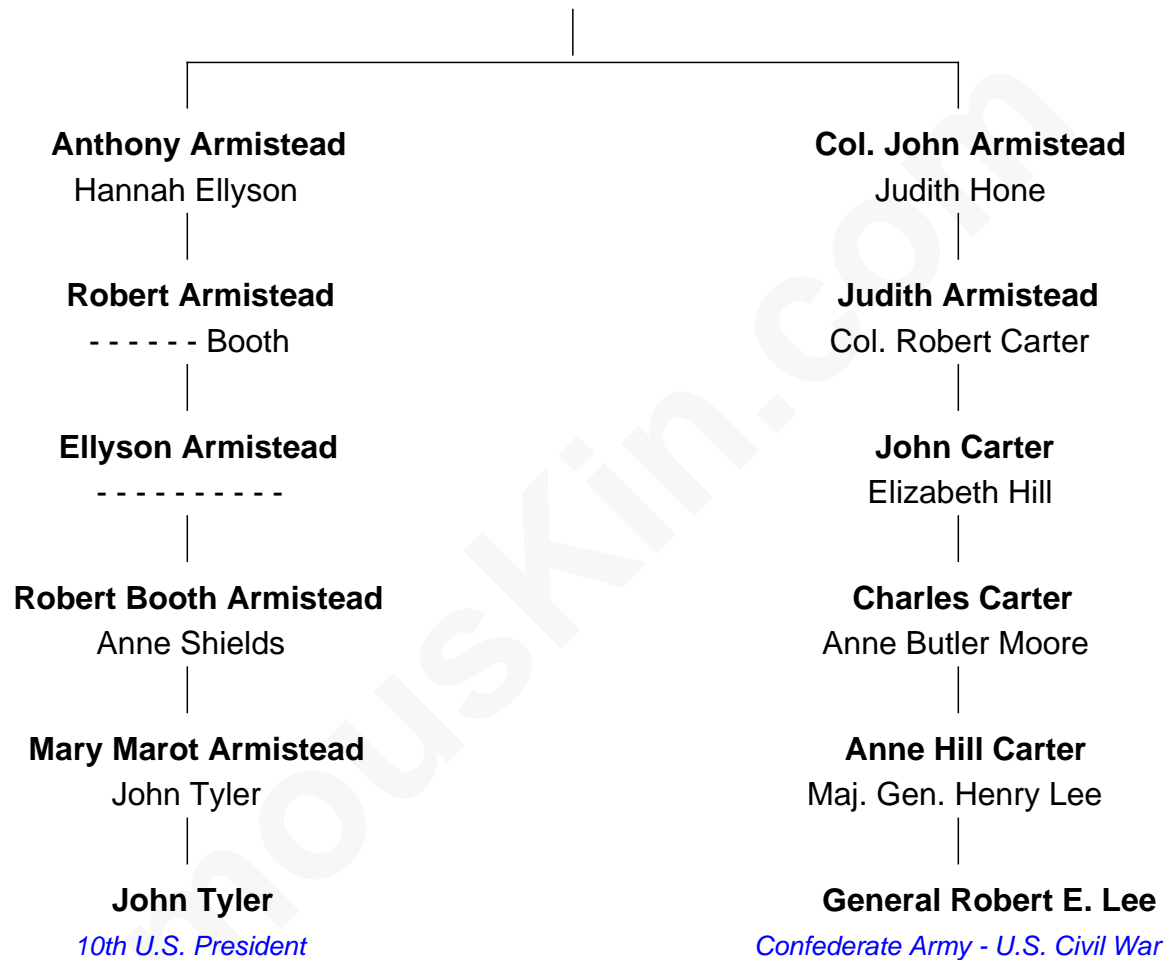 Anthony Armistead
Hannah Ellyson
Col. John Armistead
Judith Hone
Robert Armistead
- - - - - - Booth
Judith Armistead
Col. Robert Carter
Ellyson Armistead
- - - - - - - - - -
John Carter
Elizabeth Hill
Robert Booth Armistead
Anne Shields
Charles Carter
Anne Butler Moore
Mary Marot Armistead
John Tyler
Anne Hill Carter
Maj. Gen. Henry Lee
John Tyler
10th U.S. President
General Robert E. Lee
Confederate Army - U.S. Civil War
mousKin.com